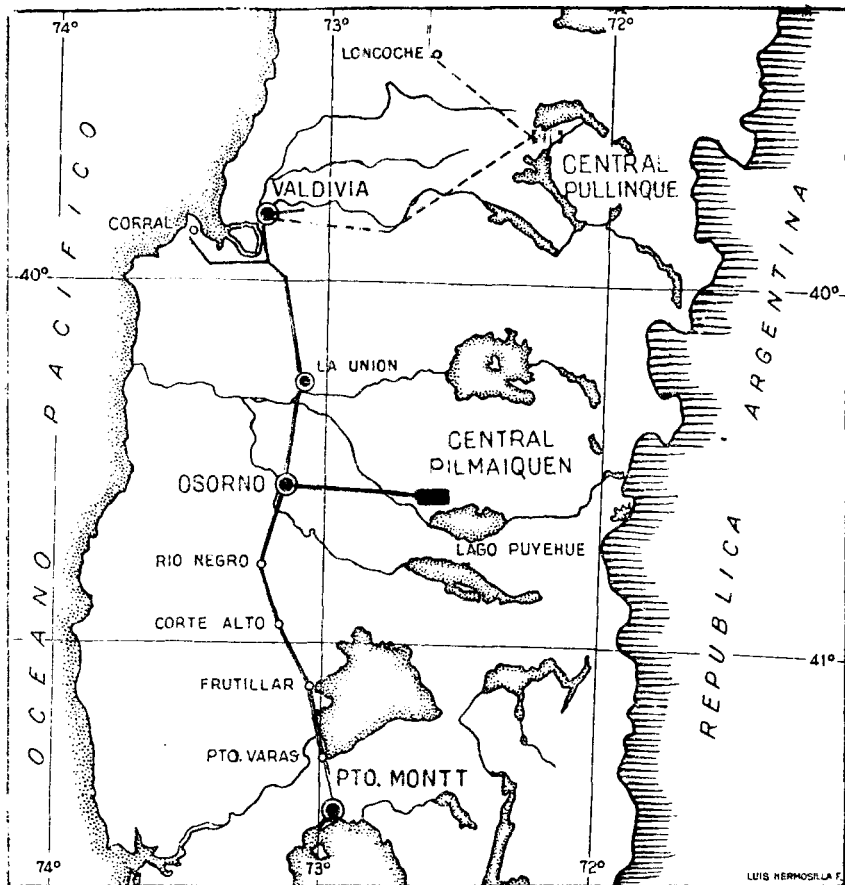 74°
73°
72°
LONCOCHE
CENTRAL
PULLINQUE
VALDIVIA
CORRAL
40°
40°
LA UNION
CENTRAL
PILMAIQUEN
OSORNO
LAGO PUYEHUE
RIO NEGRO
CORTE ALTO
41°
FRUTILLAR
PTO. VARAS
PTO. MONTT
OCEANO PACIFICO
REPUBLICA ARGENTINA
74°
73°
72°
LUIS HERMOSILLA F.